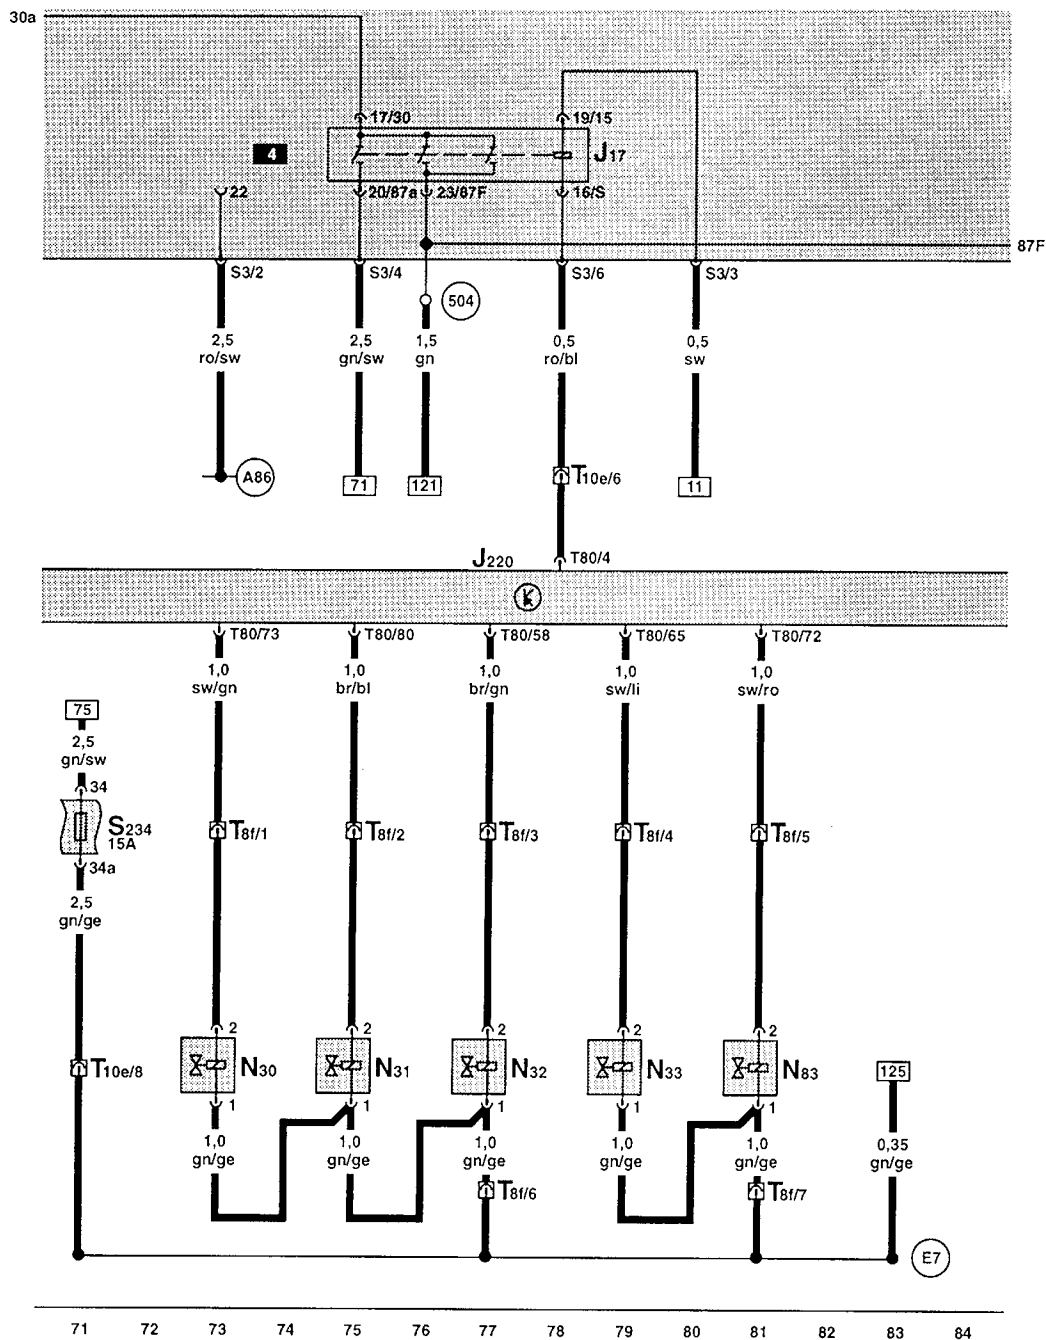 30a
17/30
19/15
4
J17
22
20/87a
23/87F
16/S
87F
S3/2
S3/4
S3/6
S3/3
504
2,5
ro/sw
2,5
gn/sw
1,5
gn
0,5
ro/bl
0,5
sw
A86
71
121
T10e/6
11
J220
T80/4
T80/73
T80/80
T80/58
T80/65
T80/72
1,0
sw/gn
1,0
br/bl
1,0
br/gn
1,0
sw/li
1,0
sw/ro
75
2,5
gn/sw
34
S234
15A
34a
2,5
gn/ge
T8f/1
T8f/2
T8f/3
T8f/4
T8f/5
2
2
2
2
2
T10e/8
N30
N31
N32
N33
N83
125
1
1
1
1
1
1,0
gn/ge
1,0
gn/ge
1,0
gn/ge
1,0
gn/ge
1,0
gn/ge
0,35
gn/ge
T8f/6
T8f/7
E7
71 72 73 74 75 76 77 78 79 80 81 82 83 84